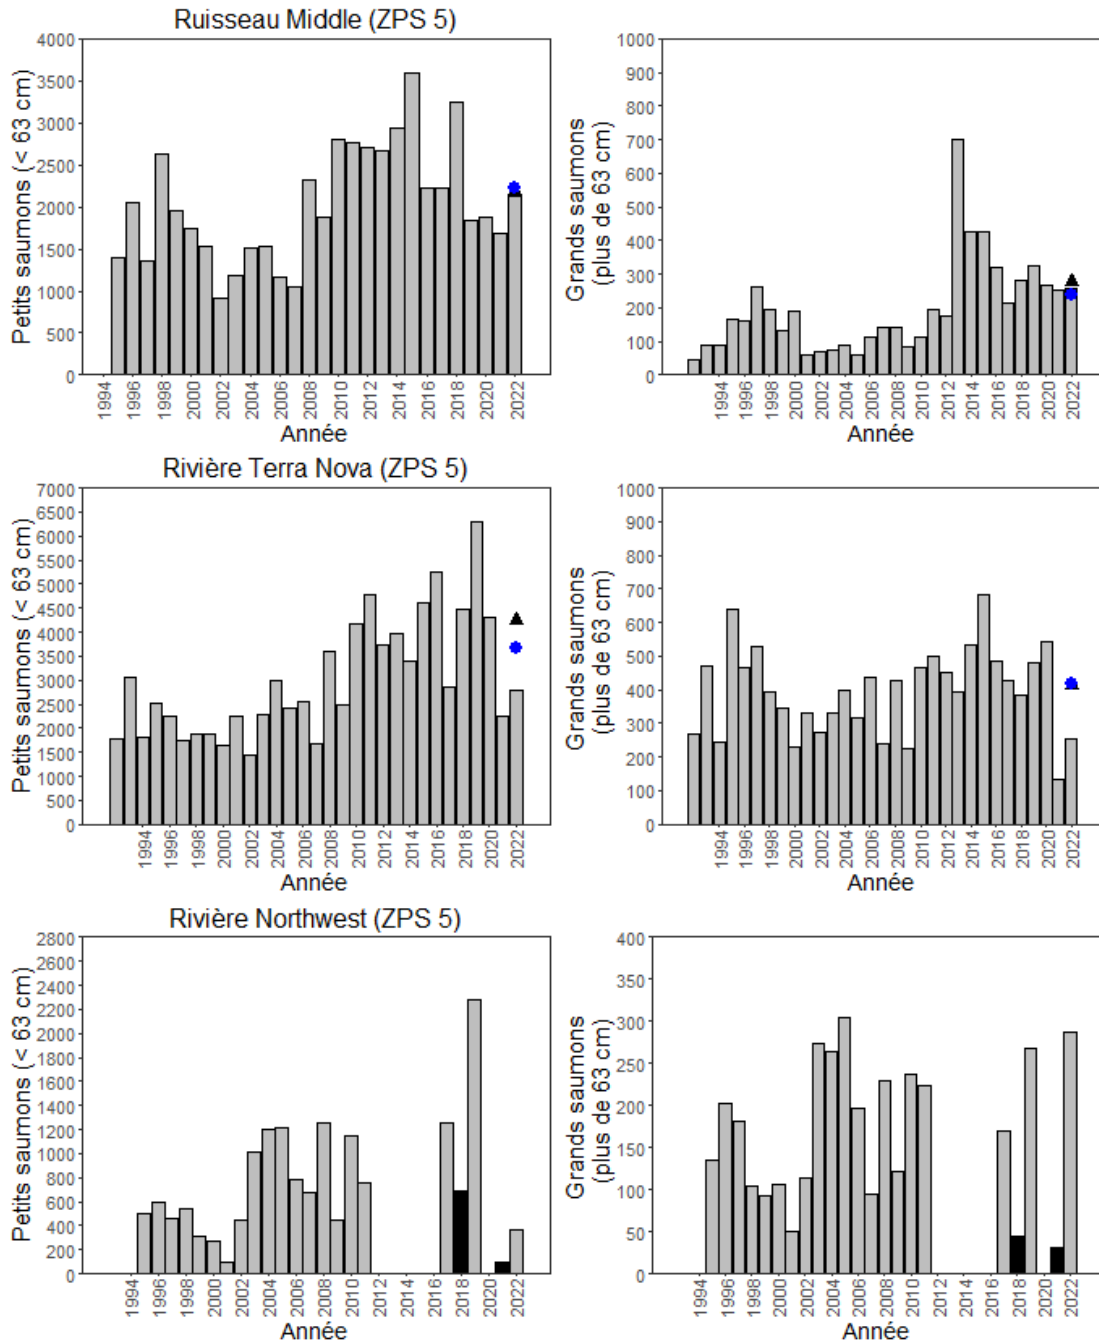 Ruisseau Middle (ZPS 5)
Petits saumons (< 63 cm)
4000
3500
3000
2500
2000
1500
1000
500
0
1994 1996 1998 2000 2002 2004 2006 2008 2010 2012 2014 2016 2018 2020 2022
Année
Grands saumons
(plus de 63 cm)
1000
900
800
700
600
500
400
300
200
100
0
1994 1996 1998 2000 2002 2004 2006 2008 2010 2012 2014 2016 2018 2020 2022
Année
Rivière Terra Nova (ZPS 5)
Petits saumons (< 63 cm)
7000
6500
6000
5500
5000
4500
4000
3500
3000
2500
2000
1500
1000
500
0
1994 1996 1998 2000 2002 2004 2006 2008 2010 2012 2014 2016 2018 2020 2022
Année
Grands saumons
(plus de 63 cm)
1000
900
800
700
600
500
400
300
200
100
0
1994 1996 1998 2000 2002 2004 2006 2008 2010 2012 2014 2016 2018 2020 2022
Année
Rivière Northwest (ZPS 5)
Petits saumons (< 63 cm)
2800
2600
2400
2200
2000
1800
1600
1400
1200
1000
800
600
400
200
0
1994 1996 1998 2000 2002 2004 2006 2008 2010 2012 2014 2016 2018 2020 2022
Année
Grands saumons
(plus de 63 cm)
400
350
300
250
200
150
100
50
0
1994 1996 1998 2000 2002 2004 2006 2008 2010 2012 2014 2016 2018 2020 2022
Année